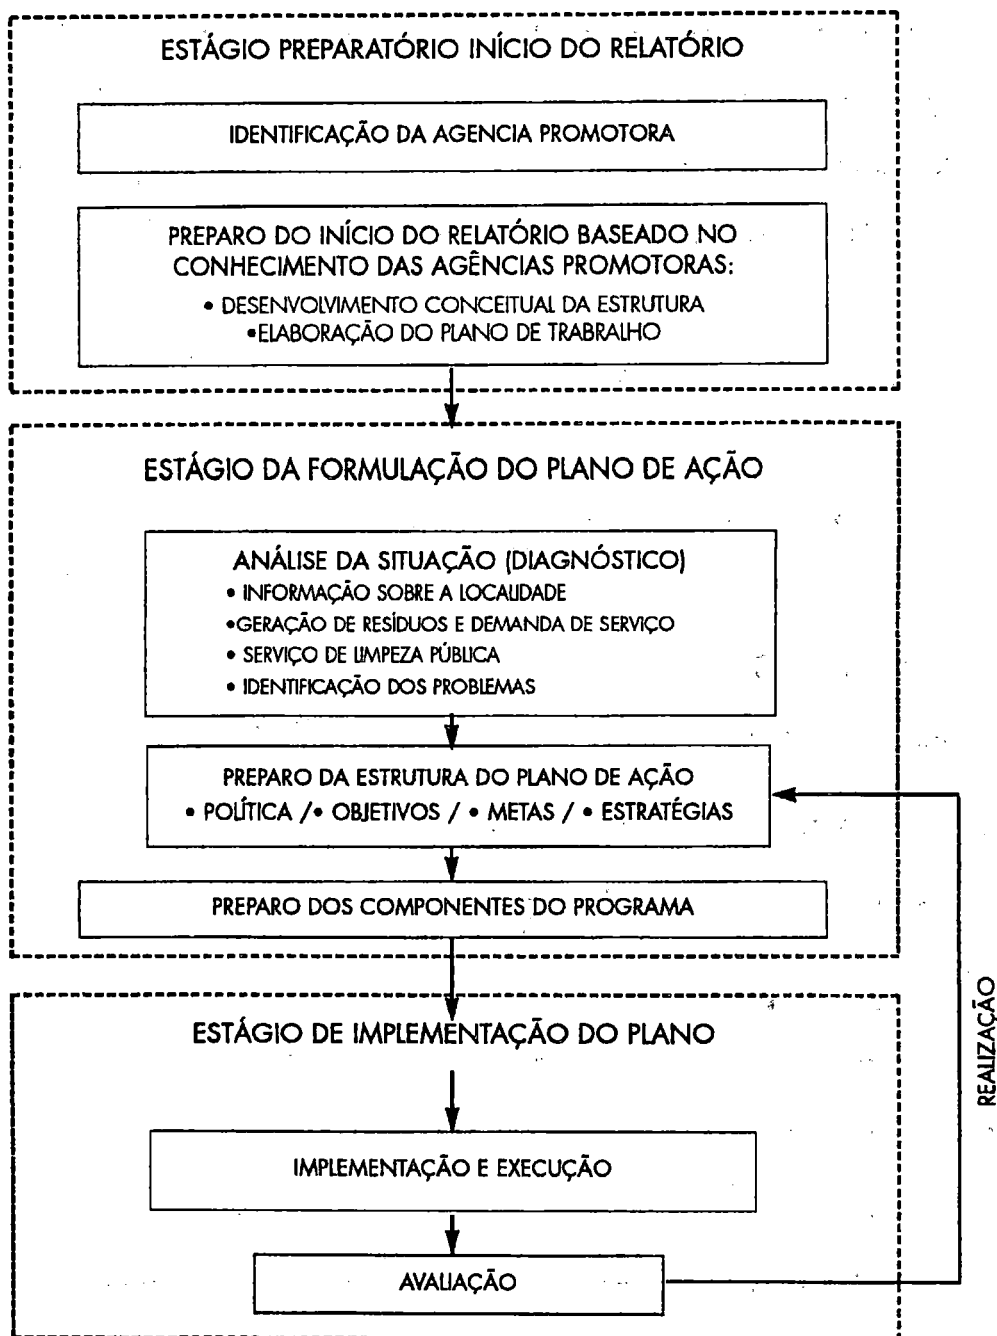 ESTÁGIO PREPARATÓRIO INÍCIO DO RELATÓRIO
IDENTIFICAÇÃO DA AGENCIA PROMOTORA
PREPARO DO INÍCIO DO RELATÓRIO BASEADO NO
CONHECIMENTO DAS AGÊNCIAS PROMOTORAS:
• DESENVOLVIMENTO CONCEITUAL DA ESTRUTURA
•ELABORAÇÃO DO PLANO DE TRABRALHO
ESTÁGIO DA FORMULAÇÃO DO PLANO DE AÇÃO
ANÁLISE DA SITUAÇÃO (DIAGNÓSTICO)
• INFORMAÇÃO SOBRE A LOCALIDADE
•GERAÇÃO DE RESÍDUOS E DEMANDA DE SERVIÇO
• SERVIÇO DE LIMPEZA PÚBLICA
• IDENTIFICAÇÃO DOS PROBLEMAS
PREPARO DA ESTRUTURA DO PLANO DE AÇÃO
• POLÍTICA /• OBJETIVOS / • METAS / • ESTRATÉGIAS
PREPARO DOS COMPONENTES DO PROGRAMA
ESTÁGIO DE IMPLEMENTAÇÃO DO PLANO
IMPLEMENTAÇÃO E EXECUÇÃO
AVALIAÇÃO
REALIZAÇÃO